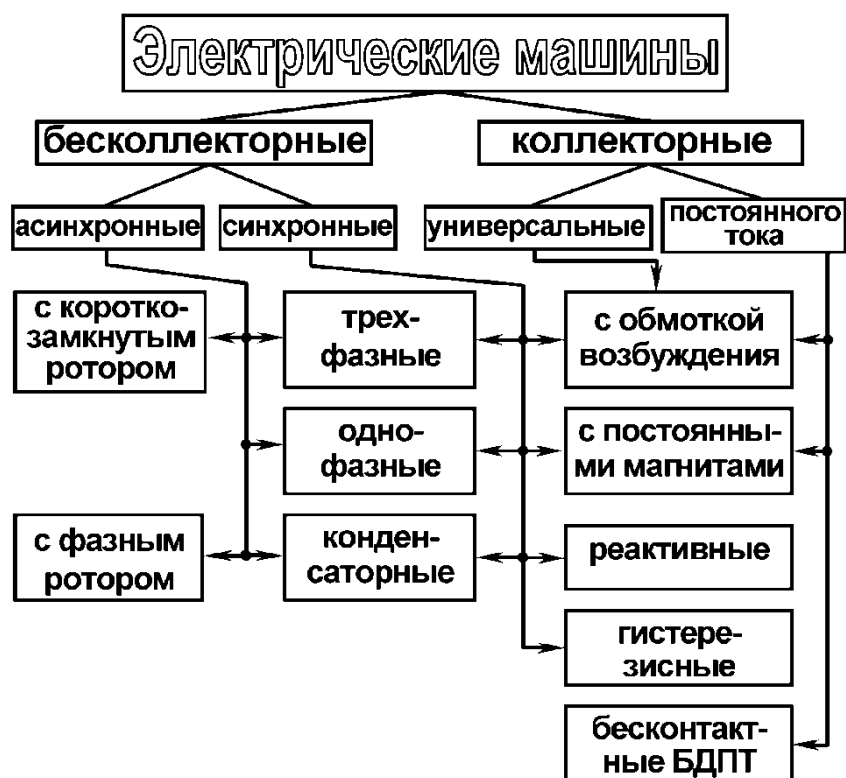 Электрические машины
бесколлекторные
коллекторные
асинхронные
синхронные
универсальные
постоянного
тока
с коротко-
замкнутым
ротором
трех-
фазные
с обмоткой
возбуждения
одно-
фазные
с постоянны-
ми магнитами
с фазным
ротором
конден-
саторные
реактивные
гистере-
зисные
бесконтакт-
ные БДПТ